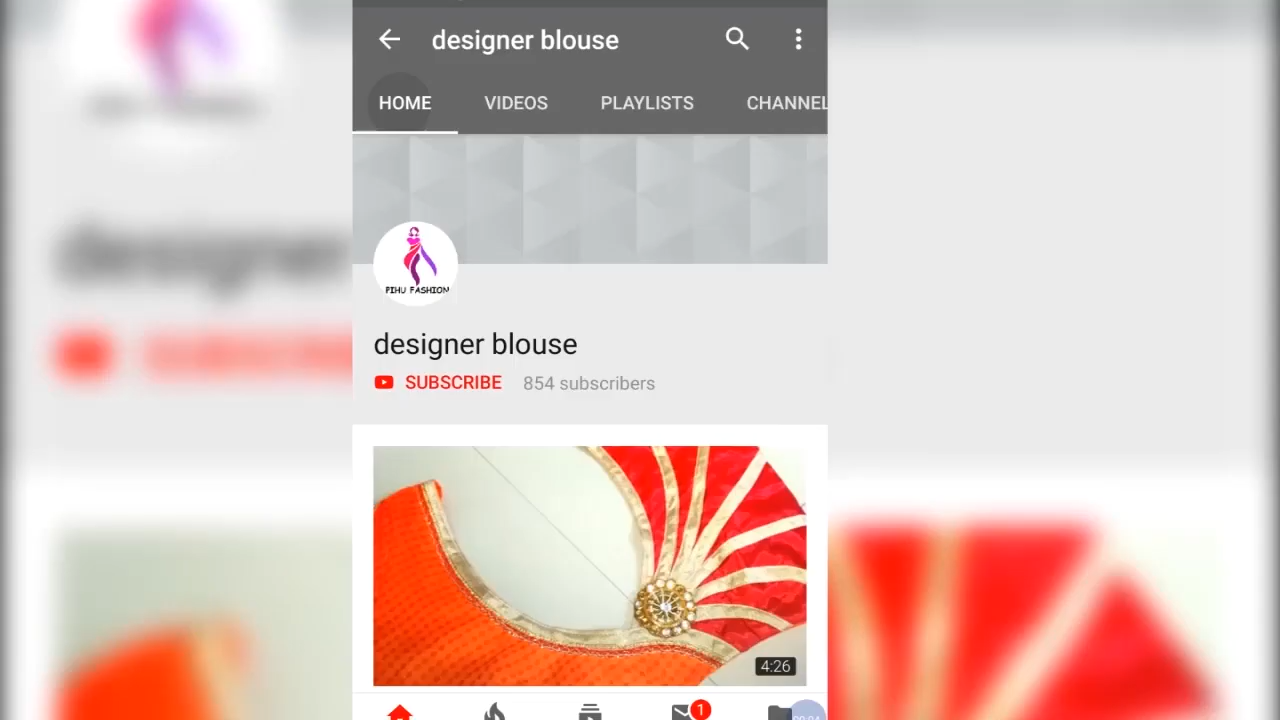 designer blouse
HOME VIDEOS PLAYLISTS CHANNEL
PIHU FASHION
designer blouse
SUBSCRIBE 854 subscribers
4:26
1